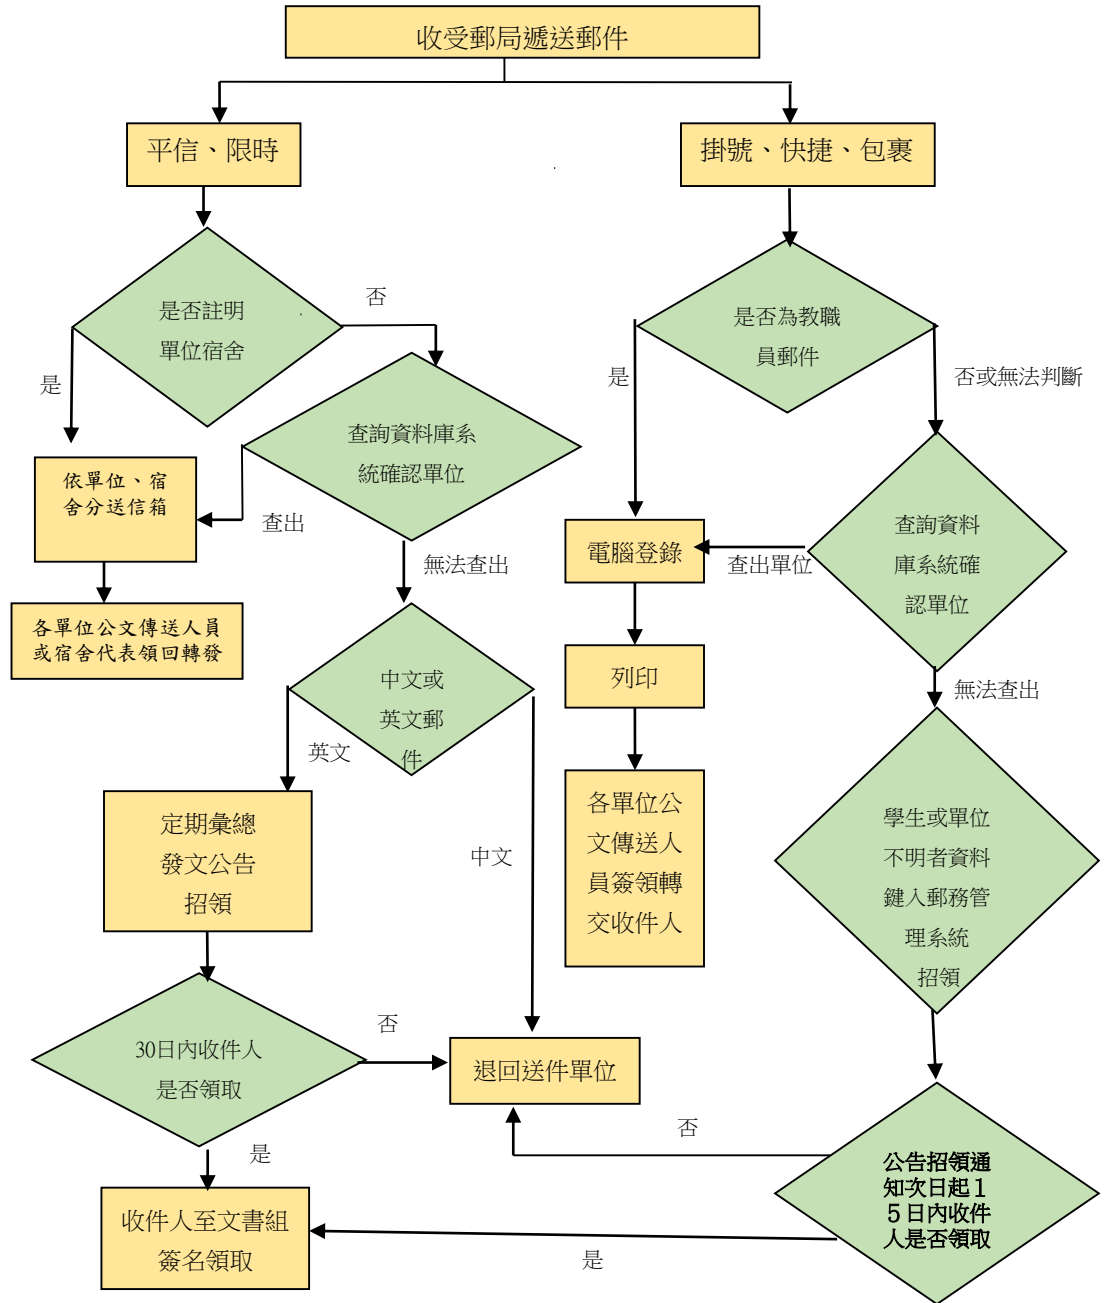 收受郵局遞送郵件
平信、限時
掛號、快捷、包裹
是否註明
單位宿舍
否
是
是否為教職
員郵件
是
否或無法判斷
查詢資料庫系
統確認單位
依單位、宿
舍分送信箱
查出
無法查出
電腦登錄
查出單位
查詢資料
庫系統確
認單位
各單位公文傳送人員
或宿舍代表領回轉發
中文或
英文郵
件
英文
中文
列印
無法查出
定期彙總
發文公告
招領
各單位公
文傳送人
員簽領轉
交收件人
學生或單位
不明者資料
鍵入郵務管
理系統
招領
30日內收件人
是否領取
否
是
退回送件單位
否
公告招領通
知次日起1
5日內收件
人是否領取
收件人至文書組
簽名領取
是